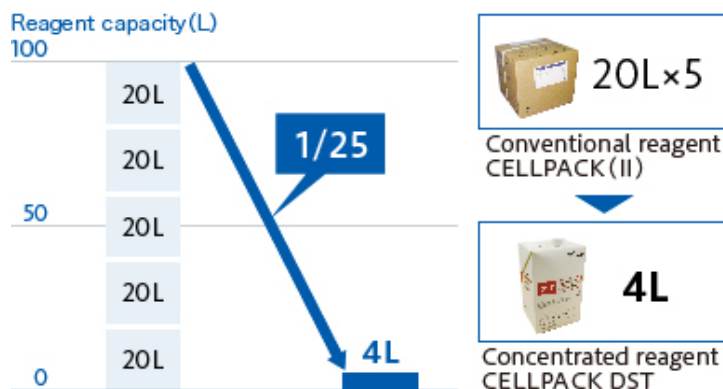 Reagent capacity(L)
100
20L
20L
50
20L
20L
20L
0
1/25
4L
20L×5
Conventional reagent
CELLPACK(II)
4L
Concentrated reagent
CELLPACK DST